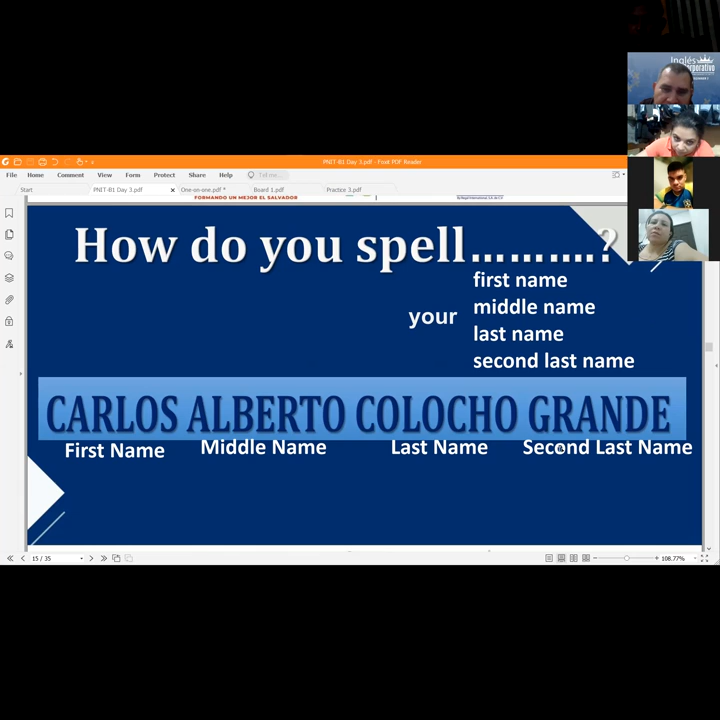 PNIT-B1 Day 3.pdf - Foxit PDF Reader
File Home Comment View Form Protect Share Help Tell me...
Start PNIT-B1 Day 3.pdf One-on-one.pdf * Board 1.pdf Practice 3.pdf
FORMANDO UN MEJOR EL SALVADOR
How do you spell..........?
first name
your middle name
last name
second last name
CARLOS ALBERTO COLOCHO GRANDE
First Name Middle Name Last Name Second Last Name
15 / 35 108.77%
Inglés